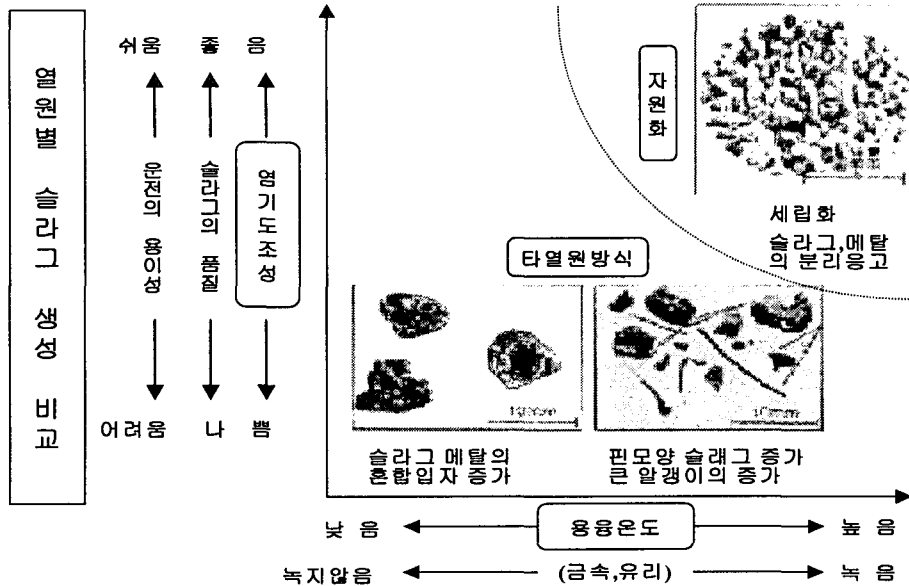 열원별 슬라그 생성 비교
쉬움 좋음
운전의 용이성
슬라그의 품질
염기도조성
어려움 나쁨
자원화
세립화
슬라그,메탈
의 분리응고
타열원방식
10mm
10mm
슬라그 메탈의
혼합입자 증가
핀모양 슬래그 증가
큰 알갱이의 증가
낮음 용융온도 높음
녹지않음 (금속,유리) 녹음